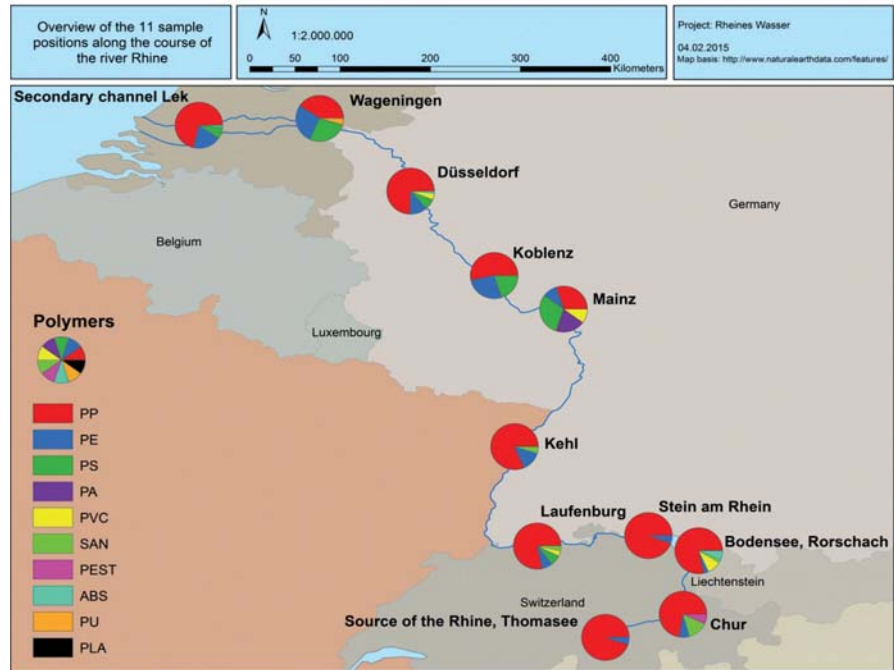 Overview of the 11 sample
positions along the course of
the river Rhine
N
1:2.000.000
0 50 100 200 300 400
Kilometers
Project: Rheines Wasser
04.02.2015
Map basis: http://www.naturalearthdata.com/features/
Secondary channel Lek
Wageningen
Düsseldorf
Germany
Belgium
Koblenz
Mainz
Luxembourg
Polymers
PP
PE
PS
PA
PVC
SAN
PEST
ABS
PU
PLA
Kehl
Laufenburg
Stein am Rhein
Bodensee, Rorschach
Liechtenstein
Switzerland
Source of the Rhine, Thomasee
Chur